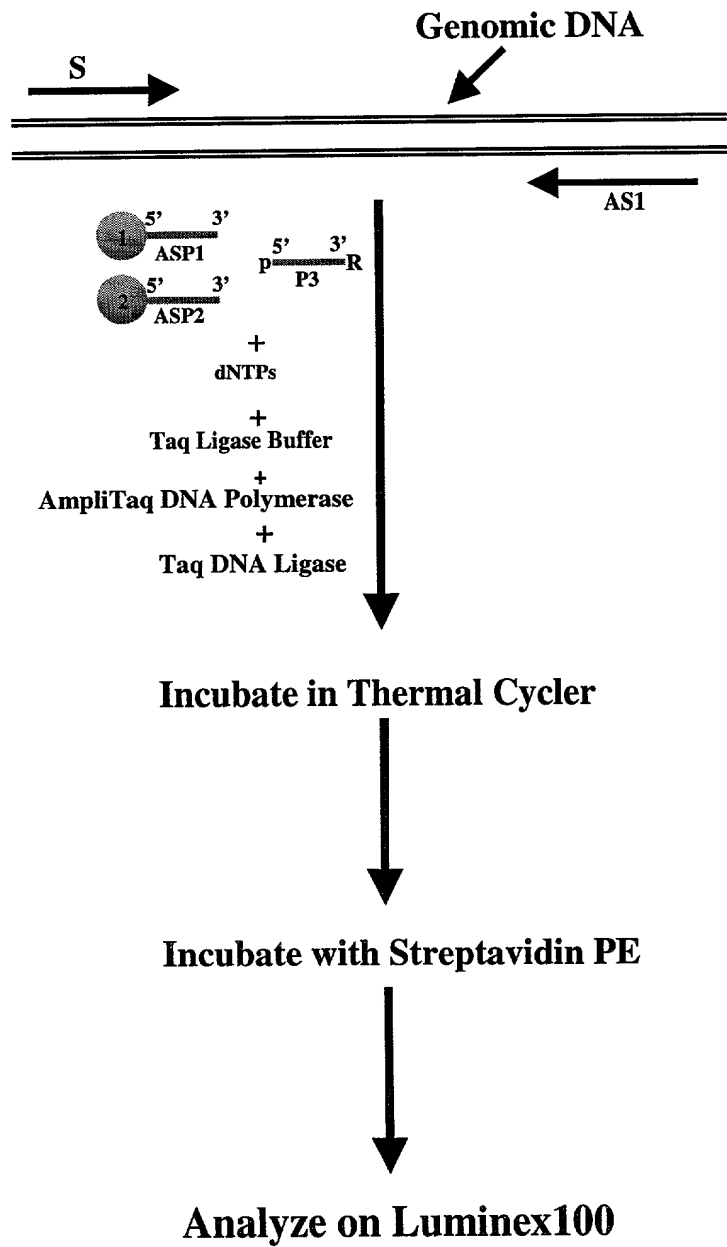 Genomic DNA
S
AS1
5’ 3’
1
ASP1
5’ 3’
p R
P3
5’ 3’
2
ASP2
+
dNTPs
+
Taq Ligase Buffer
+
AmpliTaq DNA Polymerase
+
Taq DNA Ligase
Incubate in Thermal Cycler
Incubate with Streptavidin PE
Analyze on Luminex100